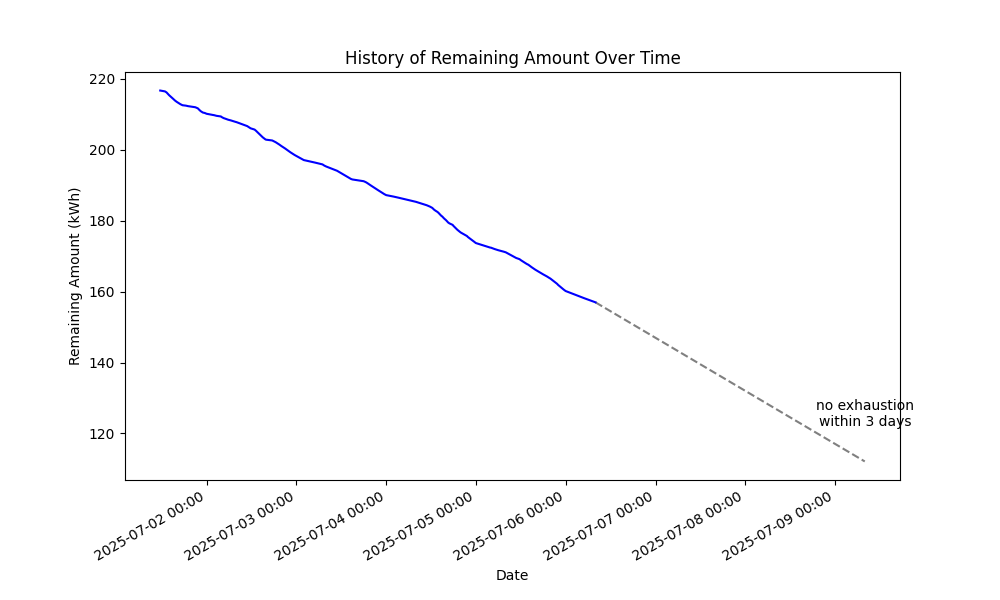 History of Remaining Amount Over Time
220
200
180
160
140
120
Remaining Amount (kWh)
no exhaustion
within 3 days
2025-07-02 00:00
2025-07-03 00:00
2025-07-04 00:00
2025-07-05 00:00
2025-07-06 00:00
2025-07-07 00:00
2025-07-08 00:00
2025-07-09 00:00
Date